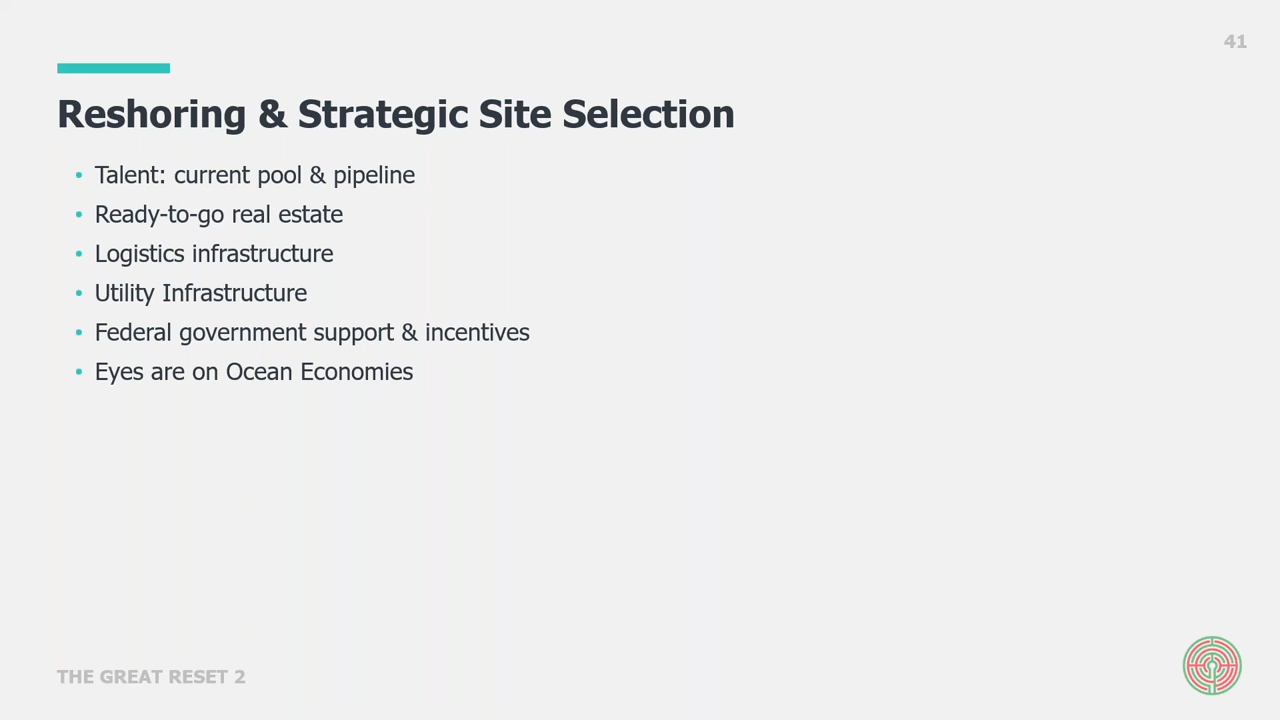 41
Reshoring & Strategic Site Selection
• Talent: current pool & pipeline
• Ready-to-go real estate
• Logistics infrastructure
• Utility Infrastructure
• Federal government support & incentives
• Eyes are on Ocean Economies
THE GREAT RESET 2